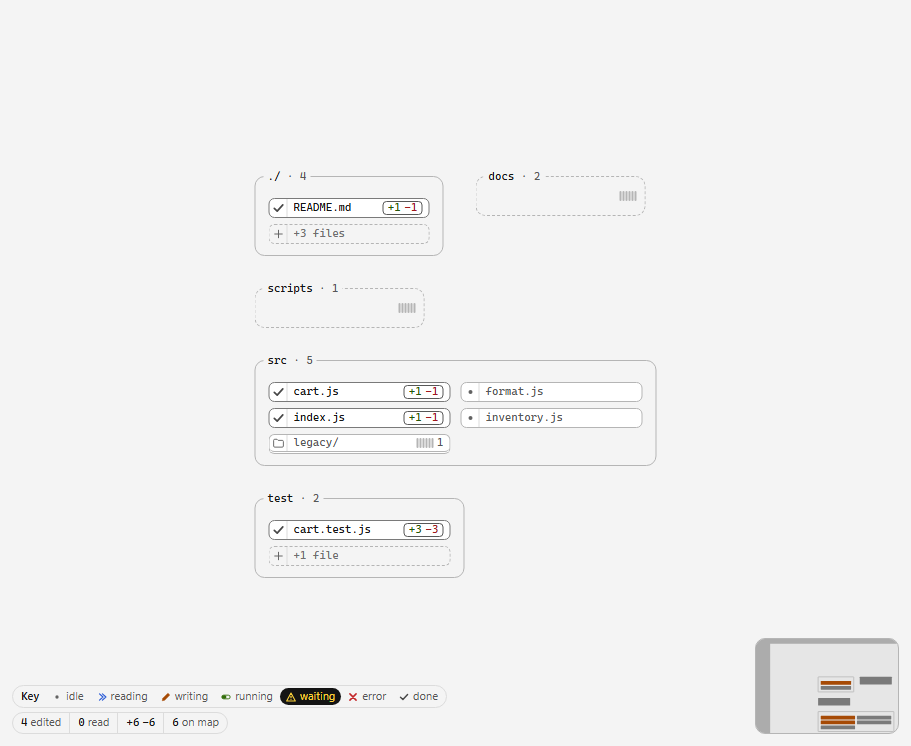 ./ · 4
README.md +1 −1
+3 files
docs · 2
scripts · 1
src · 5
cart.js +1 −1
format.js
index.js +1 −1
inventory.js
legacy/ 1
test · 2
cart.test.js +3 −3
+1 file
Key idle reading writing running waiting error done
4 edited 0 read +6 −6 6 on map